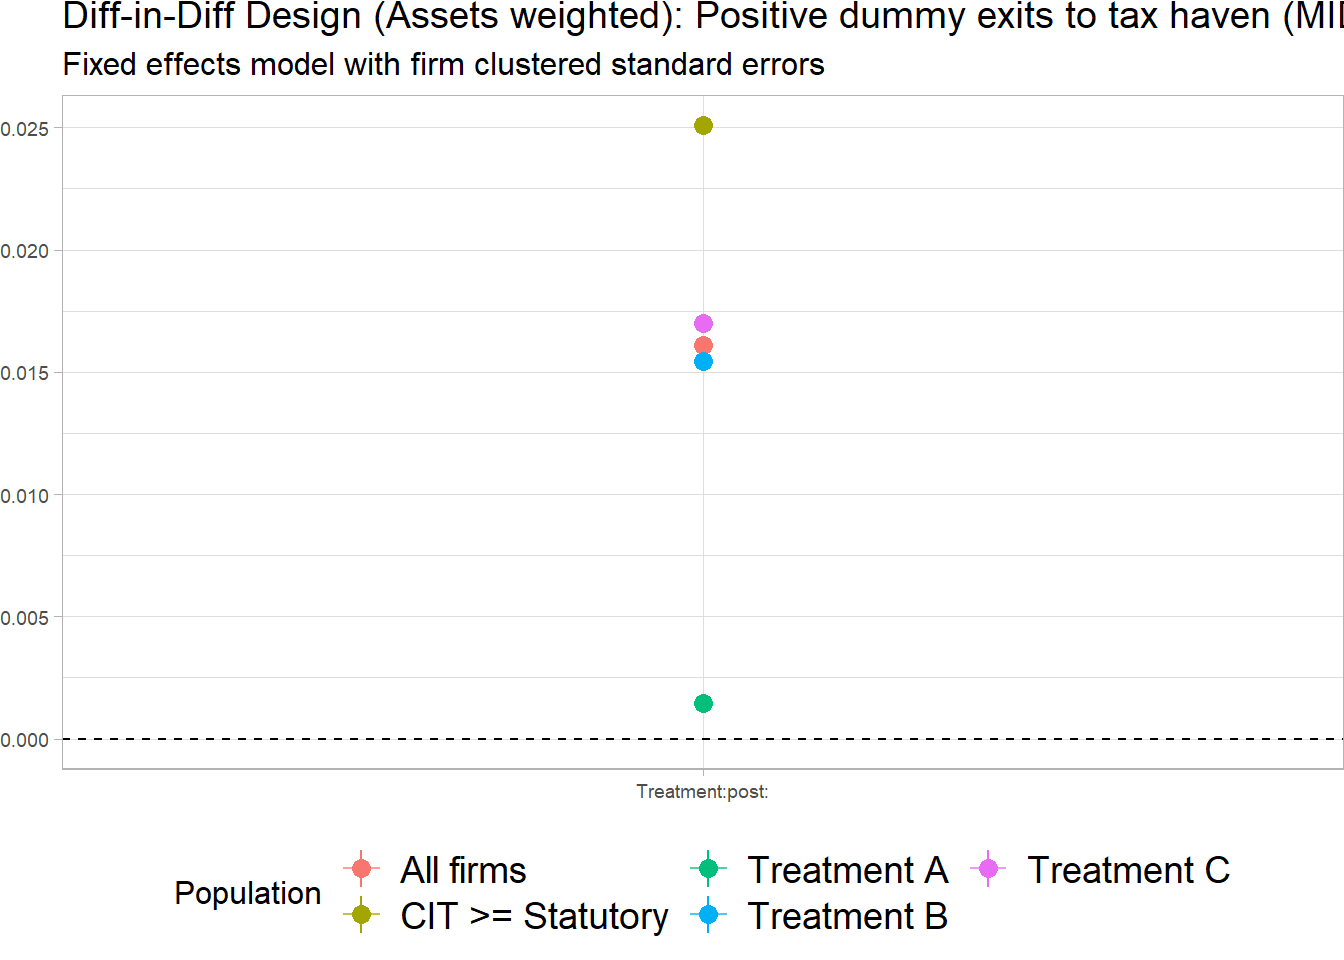 Diff-in-Diff Design (Assets weighted): Positive dummy exits to tax haven
Fixed effects model with firm clustered standard errors
0.025
0.020
0.015
0.010
0.005
0.000
Treatment:post:
Population
All firms
Treatment A
Treatment C
CIT >= Statutory
Treatment B